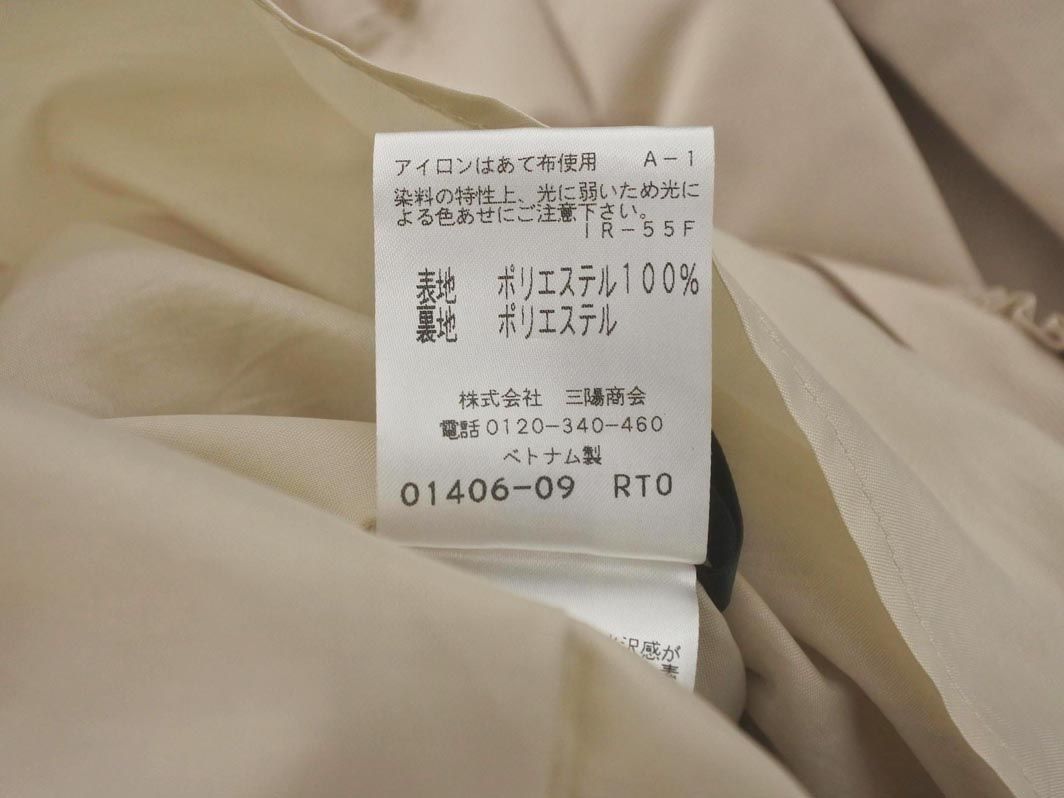 アイロンはあて布使用 A-1
染料の特性上、光に弱いため光に
よる色あせにご注意下さい。
IR-55F
表地 ポリエステル100%
裏地 ポリエステル
株式会社 三陽商会
電話0120-340-460
ベトナム製
01406-09 RT0
沢感が
素